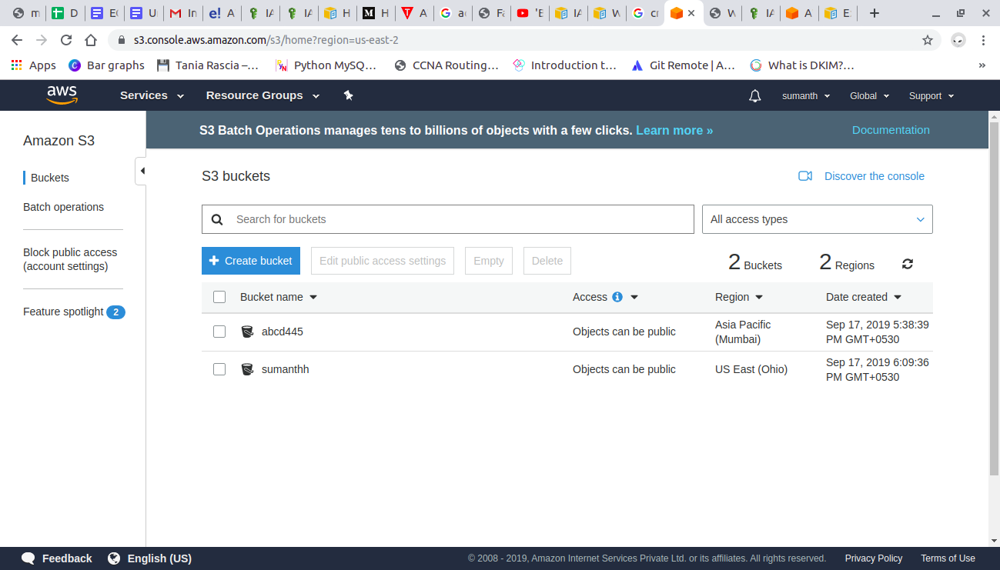 m D EC U In A IA IA H H A ac Fa 'E IA W cr W IA A E
s3.console.aws.amazon.com/s3/home?region=us-east-2
Apps Bar graphs Tania Rascia –… Python MySQ… CCNA Routing… Introduction t… Git Remote | A… What is DKIM?… »
aws Services Resource Groups sumanth Global Support
S3 Batch Operations manages tens to billions of objects with a few clicks. Learn more » Documentation
Amazon S3
Buckets
Batch operations
Block public access
(account settings)
Feature spotlight 2
S3 buckets Discover the console
Search for buckets All access types
Create bucket Edit public access settings Empty Delete 2 Buckets 2 Regions
Bucket name Access Region Date created
abcd445 Objects can be public Asia Pacific (Mumbai) Sep 17, 2019 5:38:39 PM GMT+0530
sumanthh Objects can be public US East (Ohio) Sep 17, 2019 6:09:36 PM GMT+0530
Feedback English (US) © 2008 - 2019, Amazon Internet Services Private Ltd. or its affiliates. All rights reserved. Privacy Policy Terms of Use